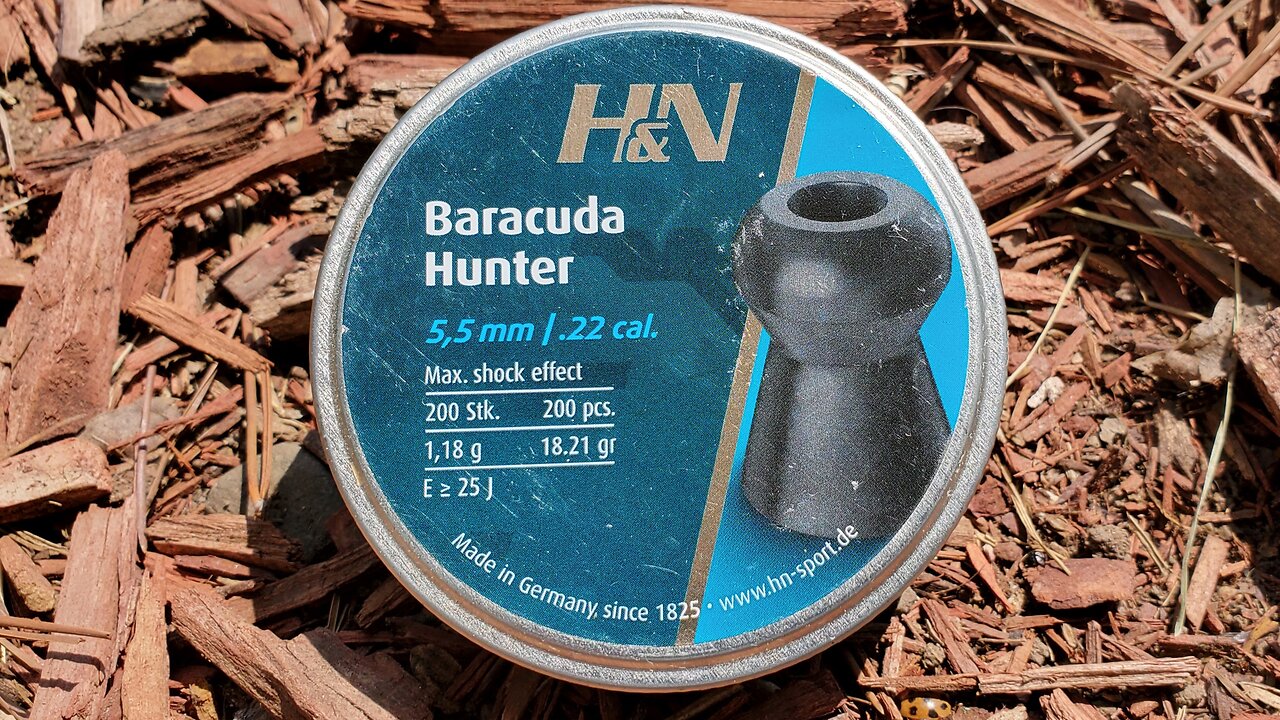 H&N
Baracuda
Hunter
5,5 mm | .22 cal.
Max. shock effect
200 Stk. 200 pcs.
1,18 g 18.21 gr
E ≥ 25 J
Made in Germany, since 1825 • www.hn-sport.de